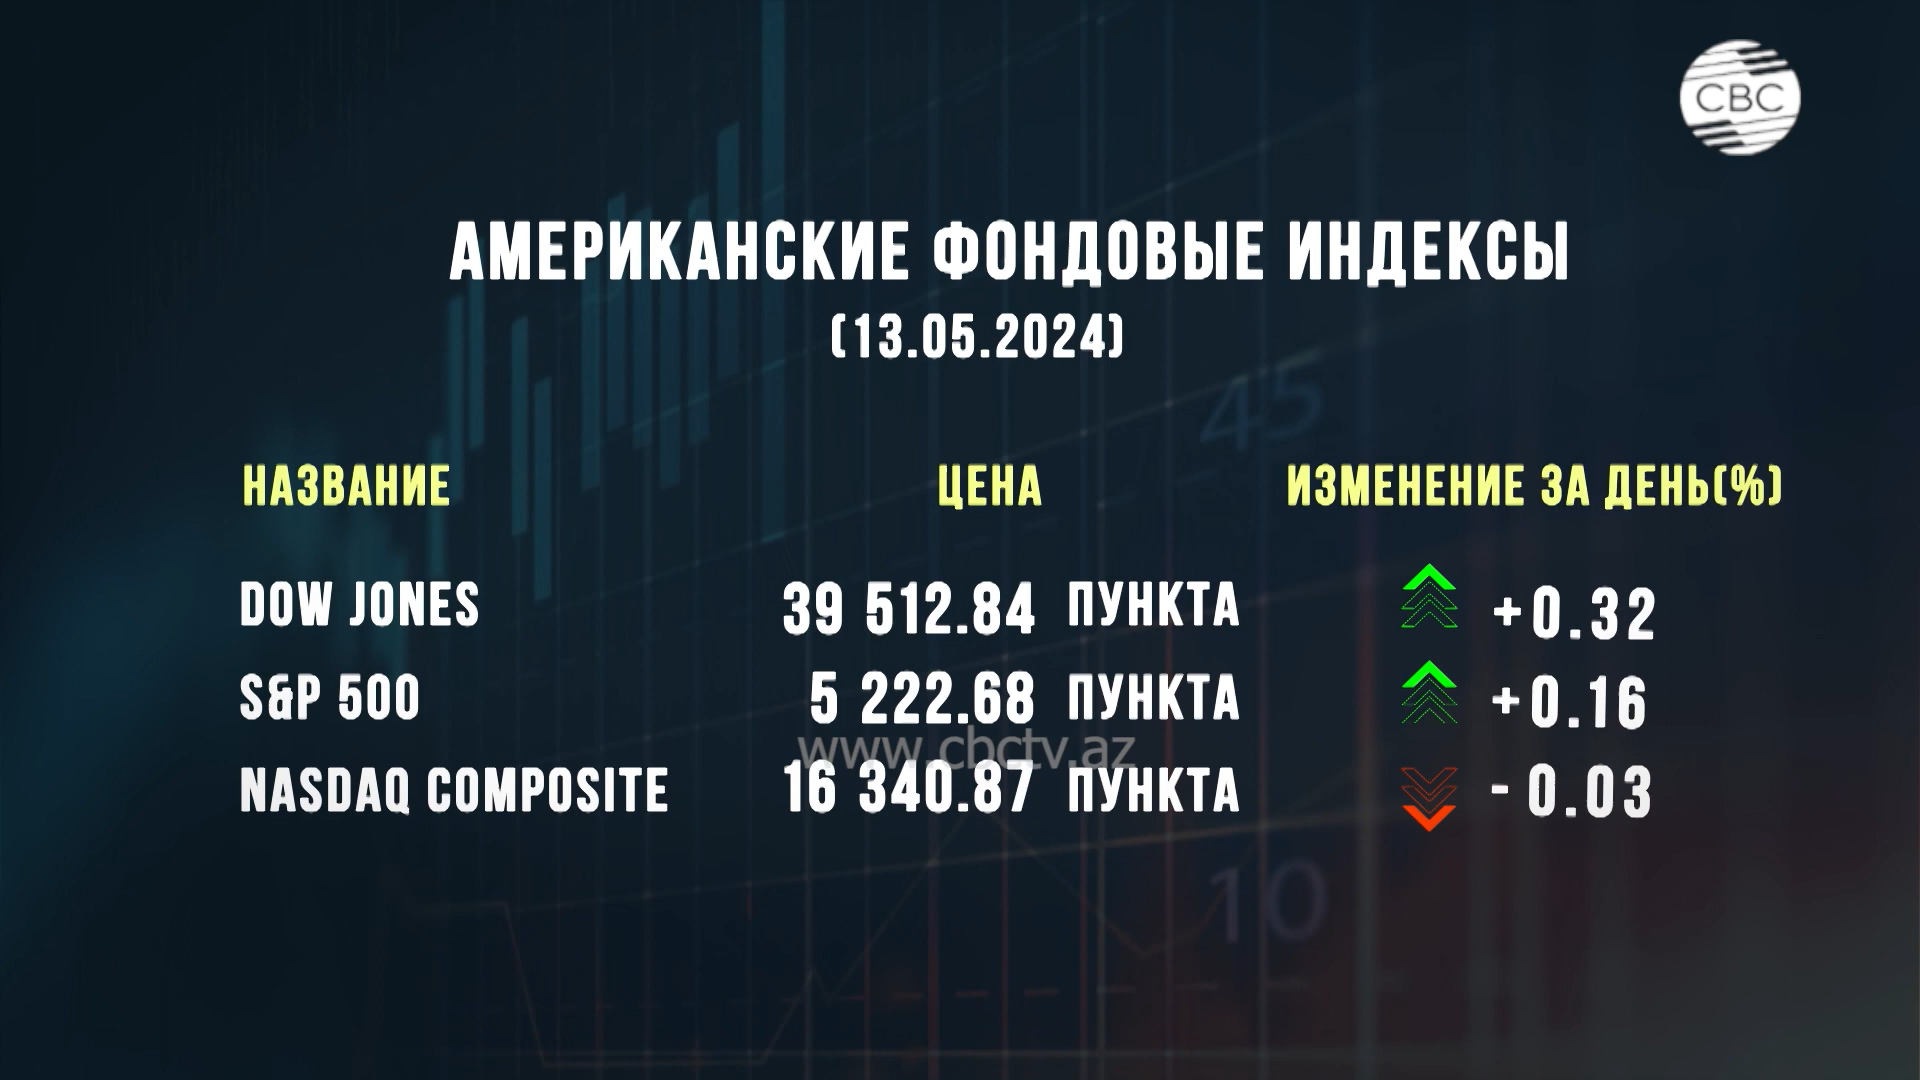 CBC
АМЕРИКАНСКИЕ ФОНДОВЫЕ ИНДЕКСЫ
(13.05.2024)
НАЗВАНИЕ ЦЕНА ИЗМЕНЕНИЕ ЗА ДЕНЬ(%)
45
DOW JONES 39 512.84 ПУНКТА +0.32
S&P 500 5 222.68 ПУНКТА +0.16
www.cbctv.az
NASDAQ COMPOSITE 16 340.87 ПУНКТА - 0.03
10